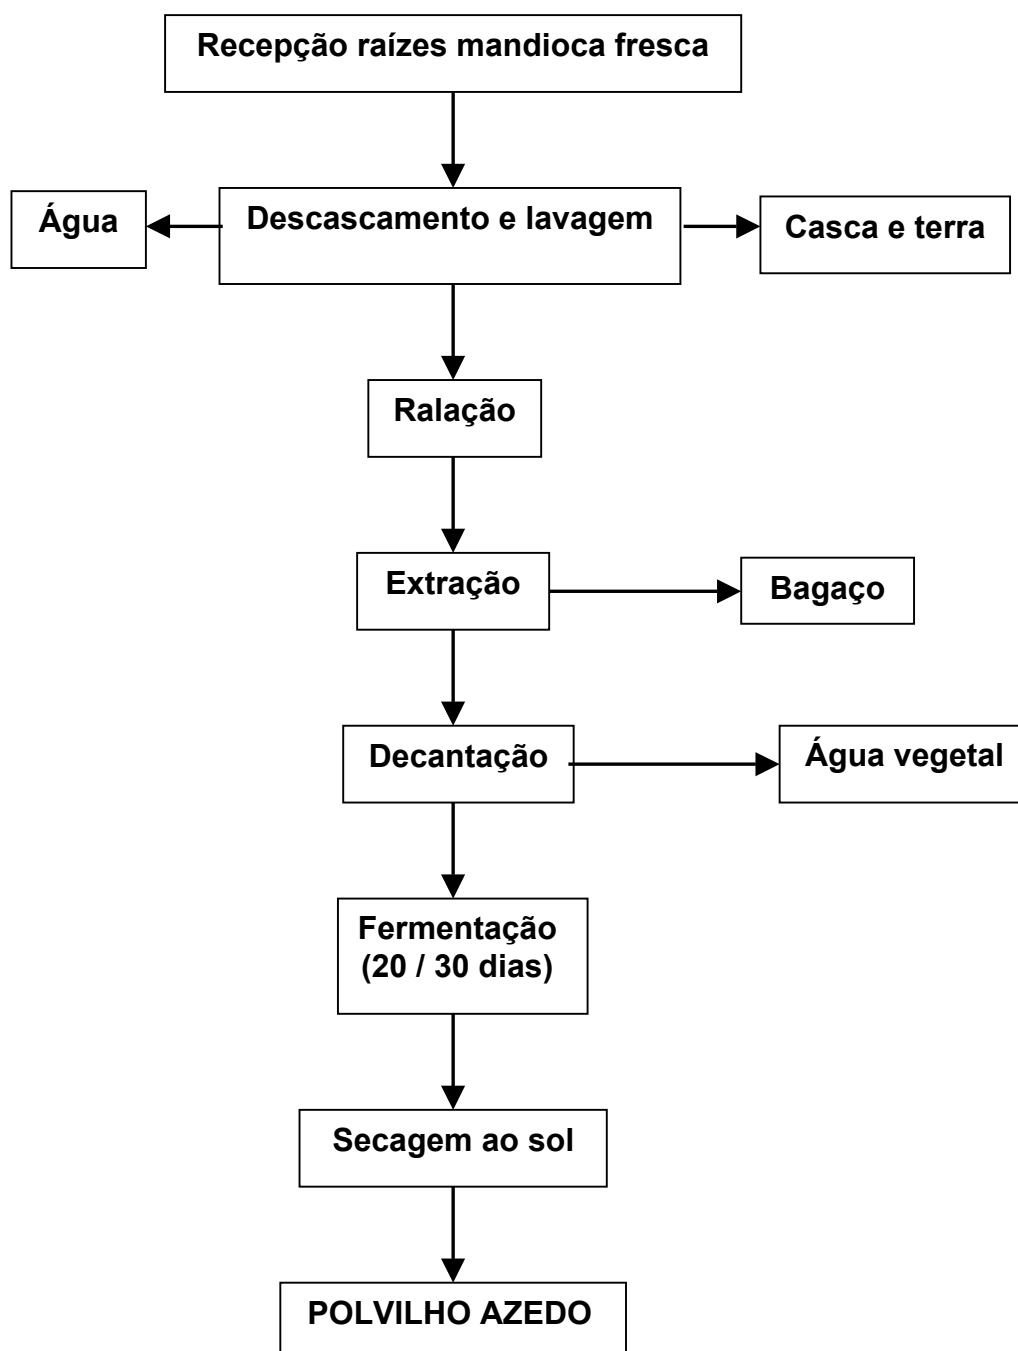 Recepção raízes mandioca fresca
Água
Descascamento e lavagem
Casca e terra
Ralação
Extração
Bagaço
Decantação
Água vegetal
Fermentação
(20 / 30 dias)
Secagem ao sol
POLVILHO AZEDO